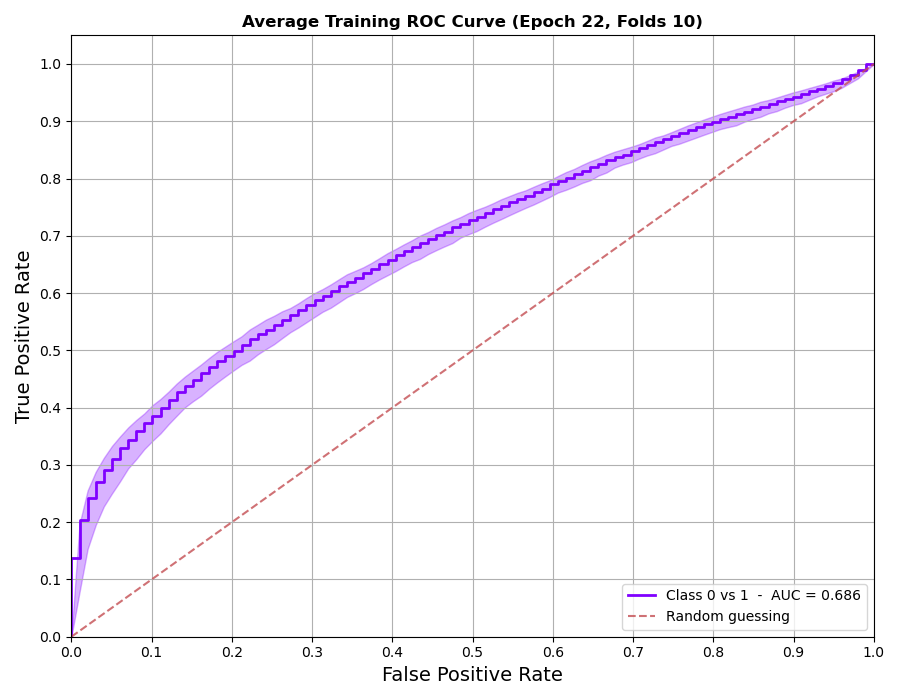 Average Training ROC Curve (Epoch 22, Folds 10)
True Positive Rate
1.0
0.9
0.8
0.7
0.6
0.5
0.4
0.3
0.2
0.1
0.0
Class 0 vs 1 - AUC = 0.686
Random guessing
0.0 0.1 0.2 0.3 0.4 0.5 0.6 0.7 0.8 0.9 1.0
False Positive Rate